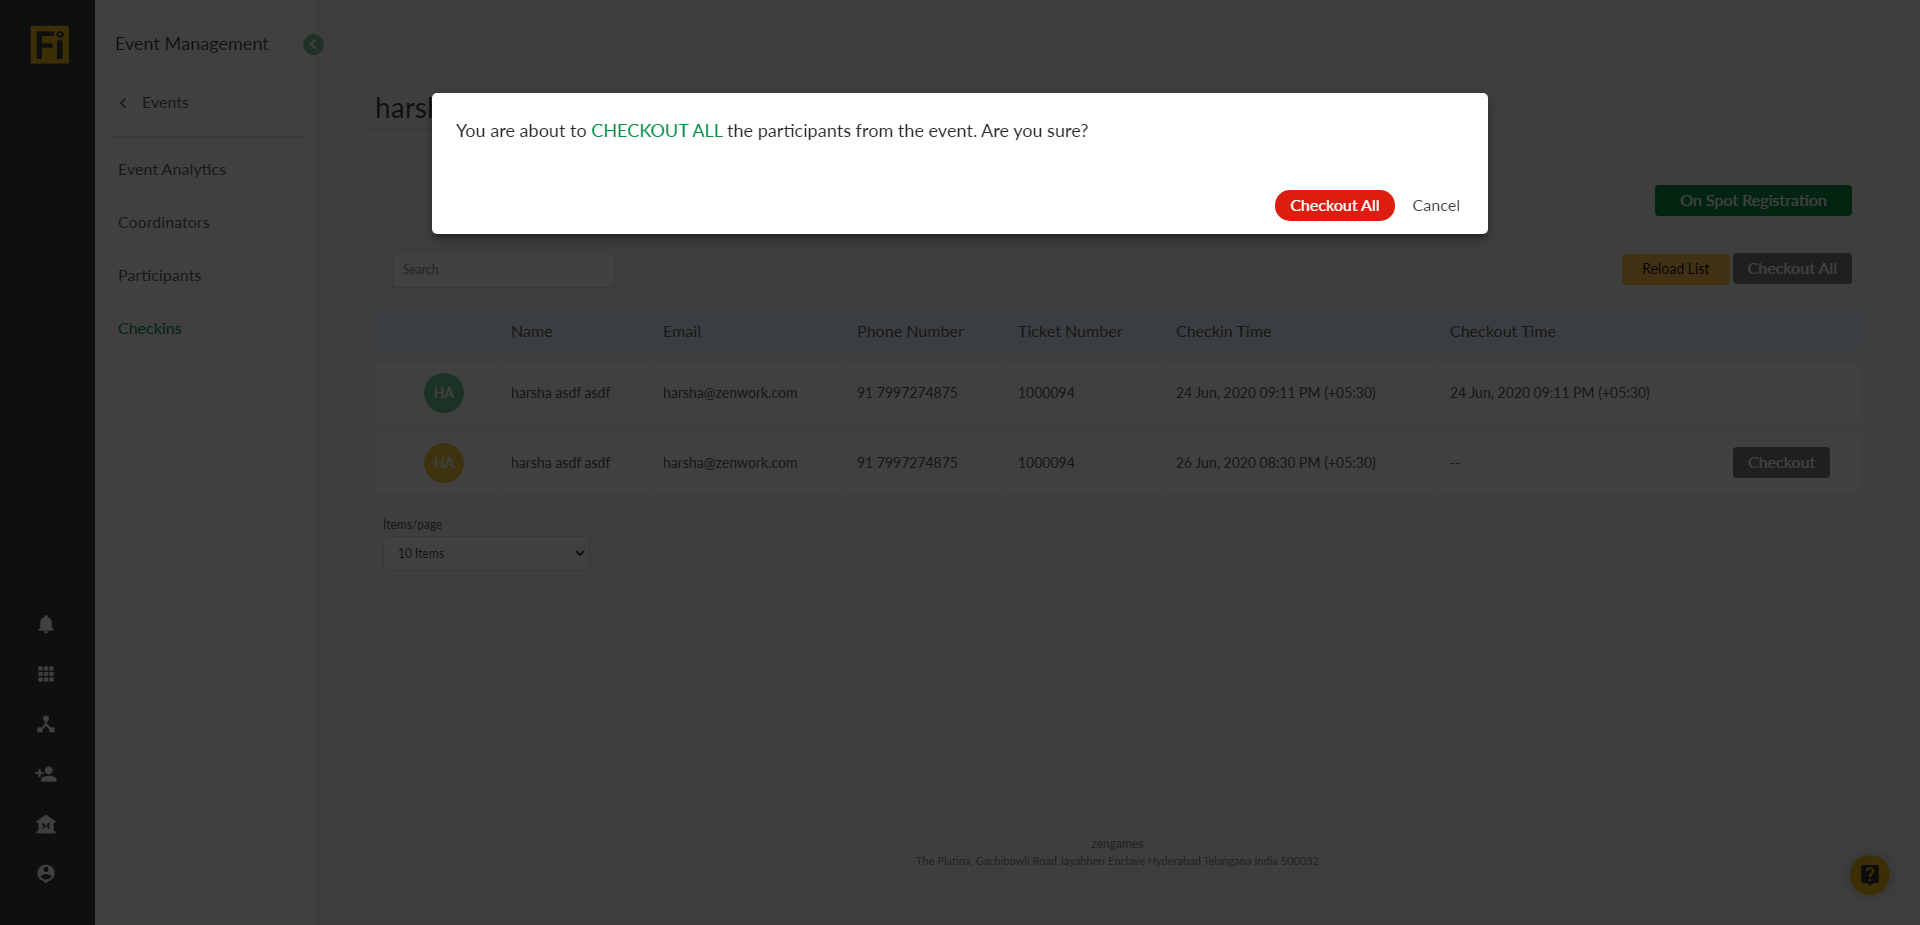 Fi
Event Management
Events
Event Analytics
Coordinators
Participants
Checkins
You are about to CHECKOUT ALL the participants from the event. Are you sure?
Checkout All
Cancel
On Spot Registration
Search
Reload List
Checkout All
Name Email Phone Number Ticket Number Checkin Time Checkout Time
HA harsha asdf asdf harsha@zenwork.com 91 7997274875 1000094 24 Jun, 2020 09:11 PM (+05:30) 24 Jun, 2020 09:11 PM (+05:30)
HA harsha asdf asdf harsha@zenwork.com 91 7997274875 1000094 26 Jun, 2020 08:30 PM (+05:30) -- Checkout
Items/page
10 Items
zengames
The Platina, Gachibowli Road Jayabheri Enclave Hyderabad Telangana India 500032